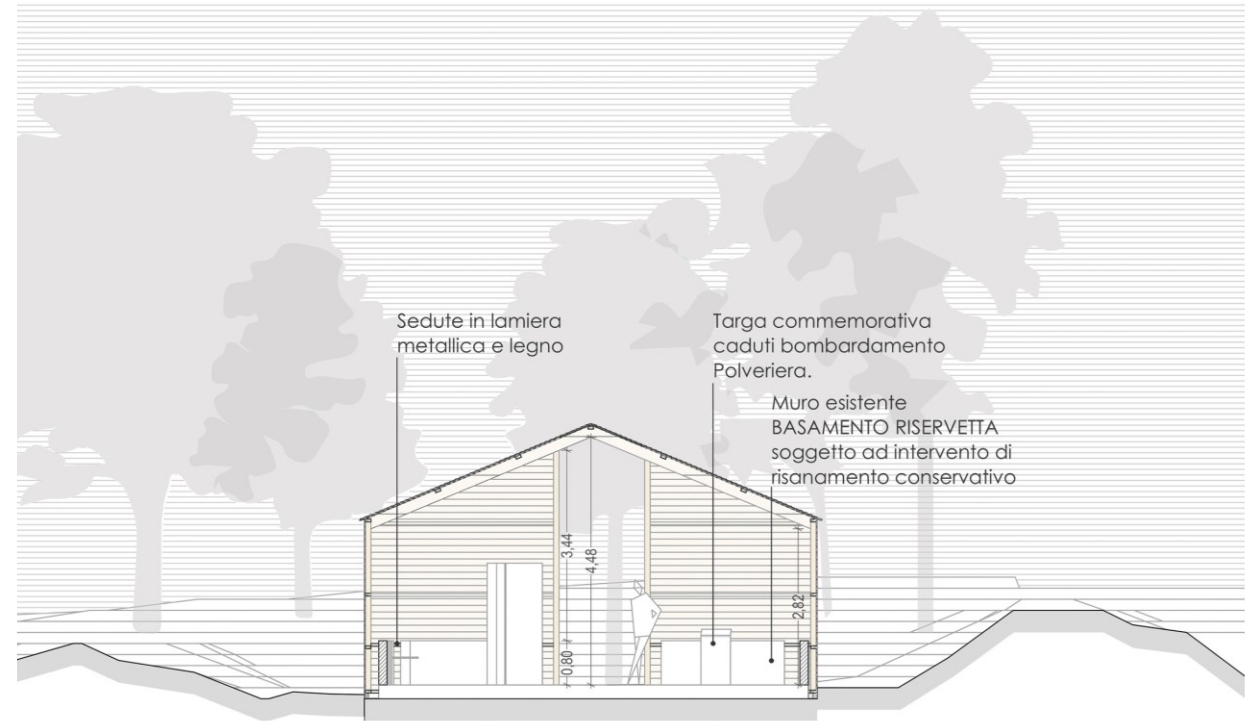 Sedute in lamiera
metallica e legno
Targa commemorativa
caduti bombardamento
Polveriera.
Muro esistente
BASAMENTO RISERVETTA
soggetto ad intervento di
risanamento conservativo
3,44
4,48
2,82
0,80